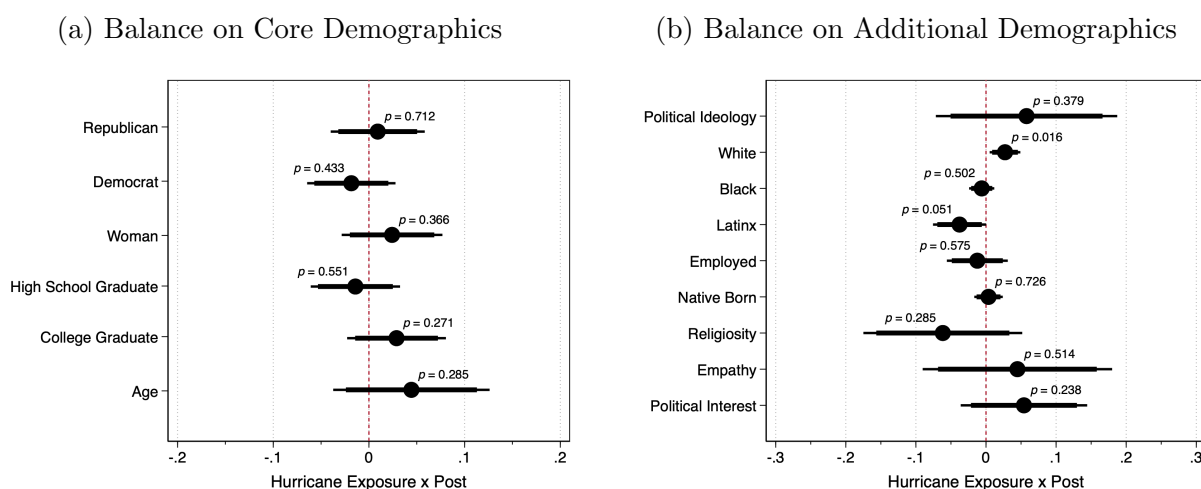 (a) Balance on Core Demographics
Republican
p = 0.712
Democrat
p = 0.433
Woman
p = 0.366
High School Graduate
p = 0.551
College Graduate
p = 0.271
Age
p = 0.285
-.2 -.1 0 .1 .2
Hurricane Exposure x Post
(b) Balance on Additional Demographics
Political Ideology
p = 0.379
White
p = 0.016
Black
p = 0.502
Latinx
p = 0.051
Employed
p = 0.575
Native Born
p = 0.726
Religiosity
p = 0.285
Empathy
p = 0.514
Political Interest
p = 0.238
-.3 -.2 -.1 0 .1 .2 .3
Hurricane Exposure x Post